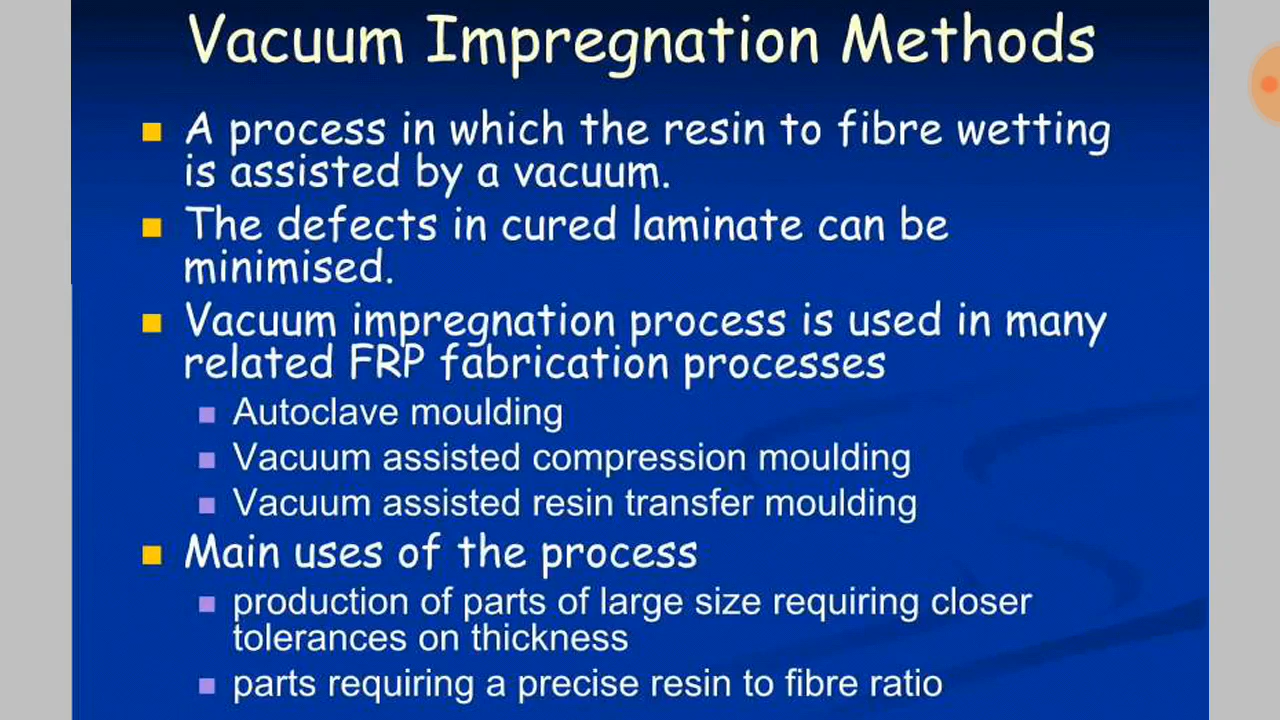 Vacuum Impregnation Methods
A process in which the resin to fibre wetting
is assisted by a vacuum.
The defects in cured laminate can be
minimised.
Vacuum impregnation process is used in many
related FRP fabrication processes
Autoclave moulding
Vacuum assisted compression moulding
Vacuum assisted resin transfer moulding
Main uses of the process
production of parts of large size requiring closer
tolerances on thickness
parts requiring a precise resin to fibre ratio